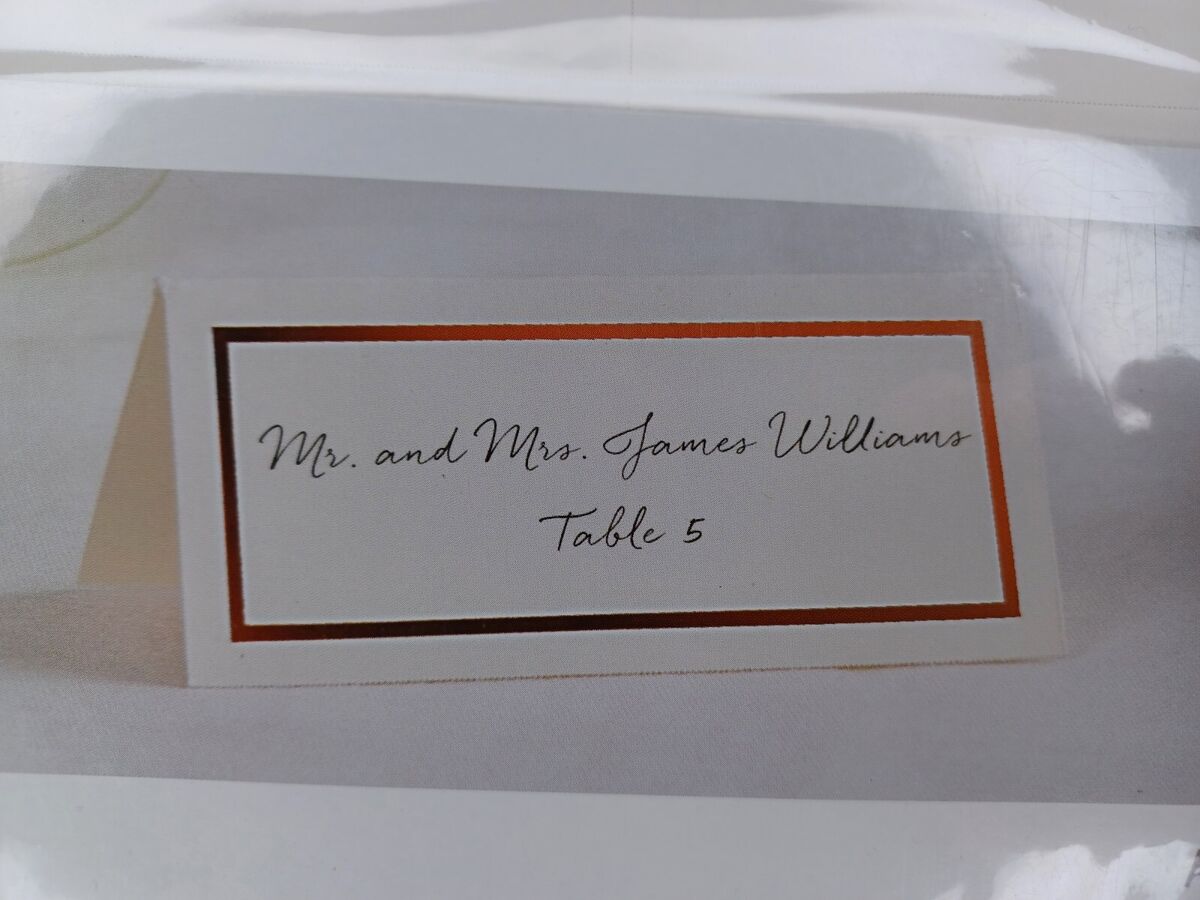 Mr. and Mrs. James Williams
Table 5